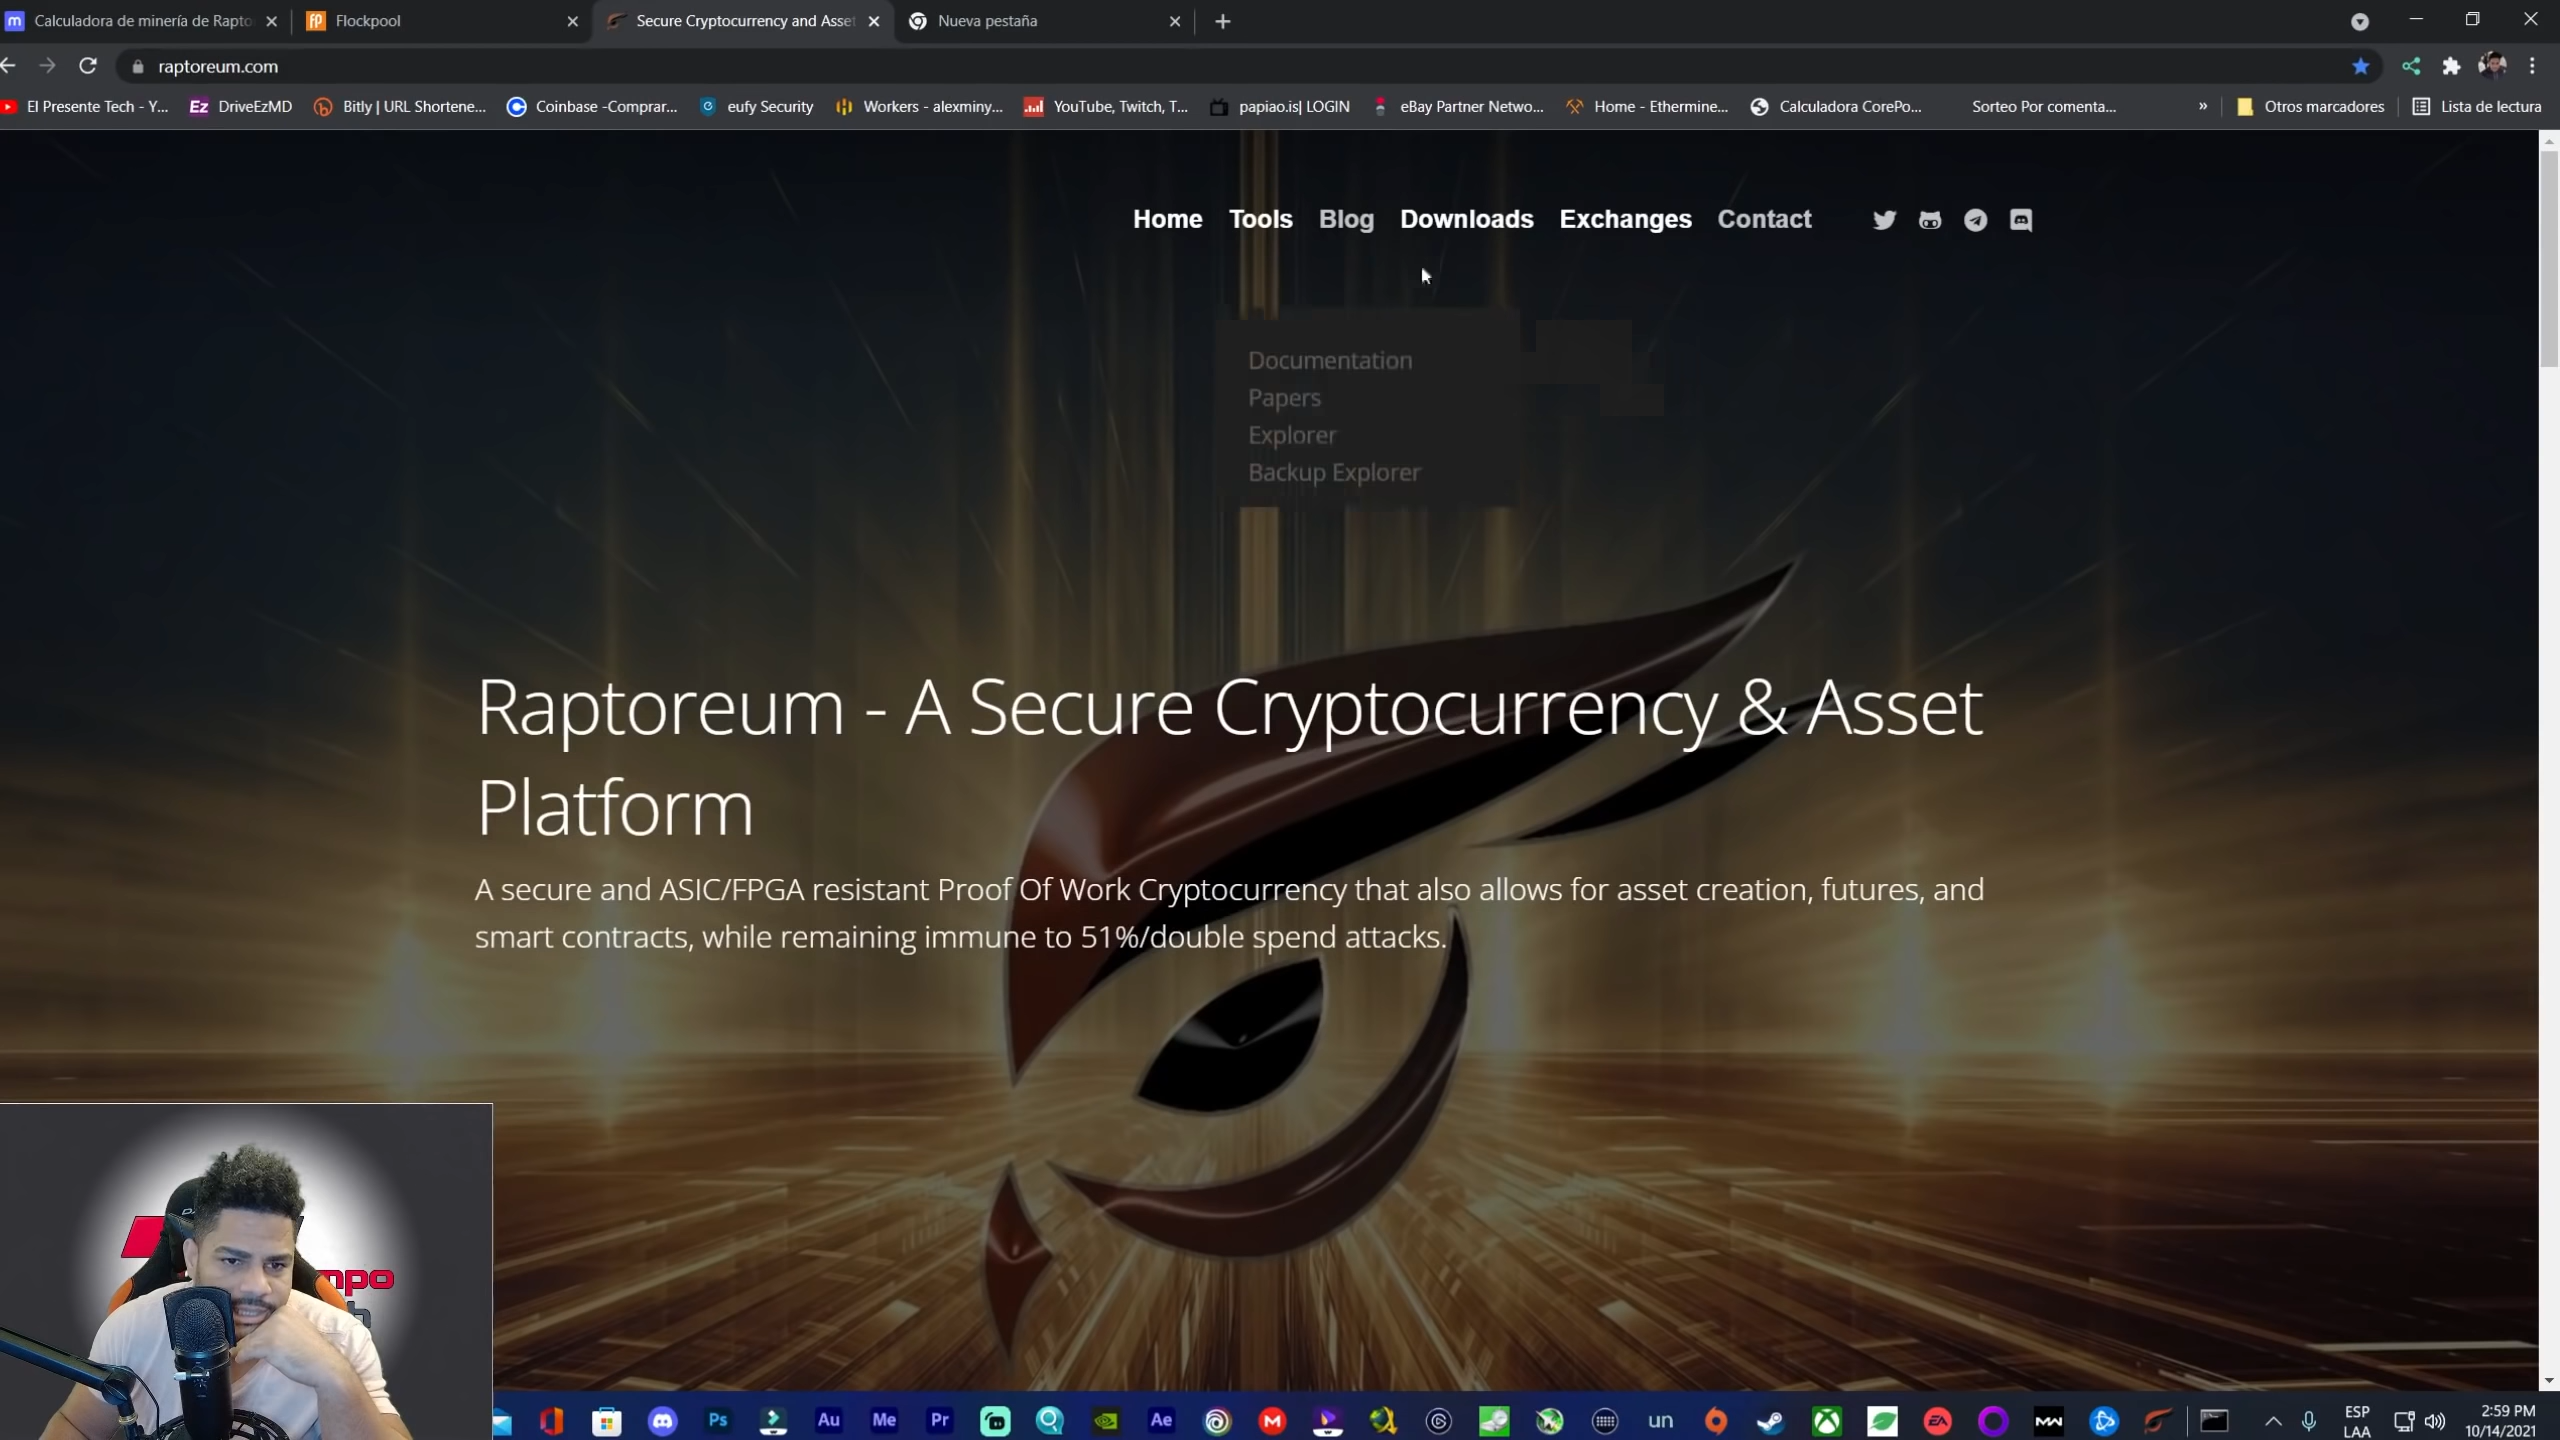 Calculadora de minería de Rapto
Flockpool
Secure Cryptocurrency and Asset
Nueva pestaña
raptoreum.com
El Presente Tech - Y...
Ez DriveEzMD
Bitly | URL Shortene...
Coinbase -Comprar...
eufy Security
Workers - alexminy...
YouTube, Twitch, T...
papiao.is| LOGIN
eBay Partner Netwo...
Home - Ethermine...
Calculadora CorePo...
Sorteo Por comenta...
»
Otros marcadores
Lista de lectura
Home Tools Blog Downloads Exchanges Contact
Documentation
Papers
Explorer
Backup Explorer
Raptoreum - A Secure Cryptocurrency & Asset
Platform
A secure and ASIC/FPGA resistant Proof Of Work Cryptocurrency that also allows for asset creation, futures, and
smart contracts, while remaining immune to 51%/double spend attacks.
mpo
Ps
Au
Me
Pr
Ae
un
EA
ESP
LAA
2:59 PM
10/14/2021